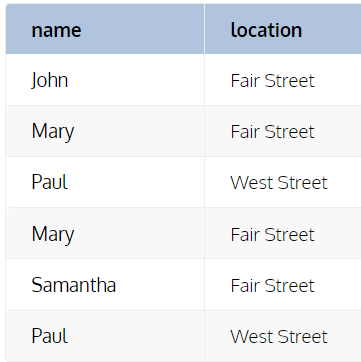 name location
John Fair Street
Mary Fair Street
Paul West Street
Mary Fair Street
Samantha Fair Street
Paul West Street